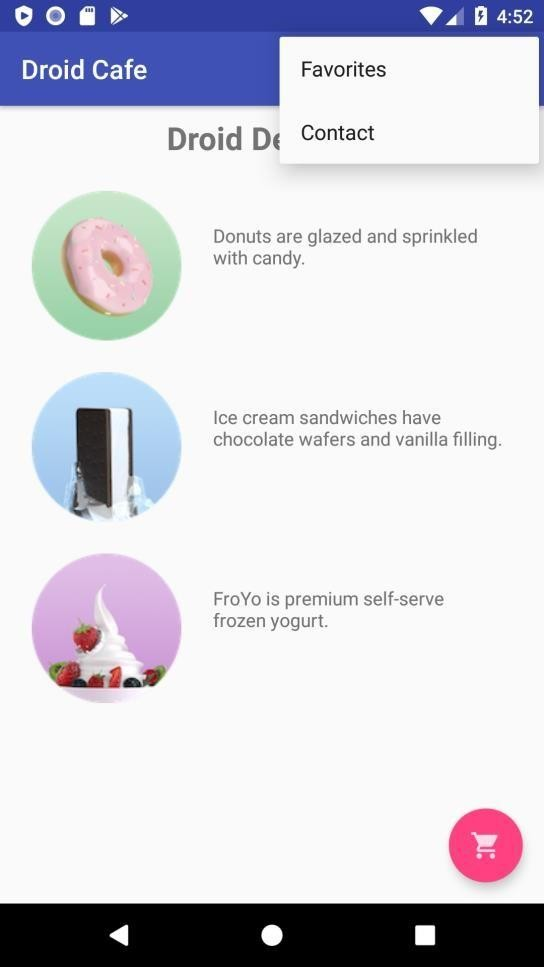 4:52
Droid Cafe
Favorites
Contact
Droid De
Donuts are glazed and sprinkled
with candy.
Ice cream sandwiches have
chocolate wafers and vanilla filling.
FroYo is premium self-serve
frozen yogurt.